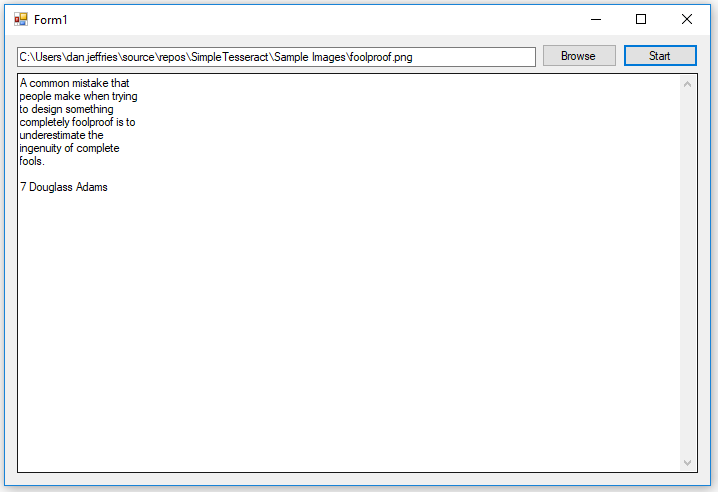 Form1
C:\Users\dan.jeffries\source\repos\SimpleTesseract\Sample Images\foolproof.png
Browse
Start
A common mistake that
people make when trying
to design something
completely foolproof is to
underestimate the
ingenuity of complete
fools.
7 Douglass Adams